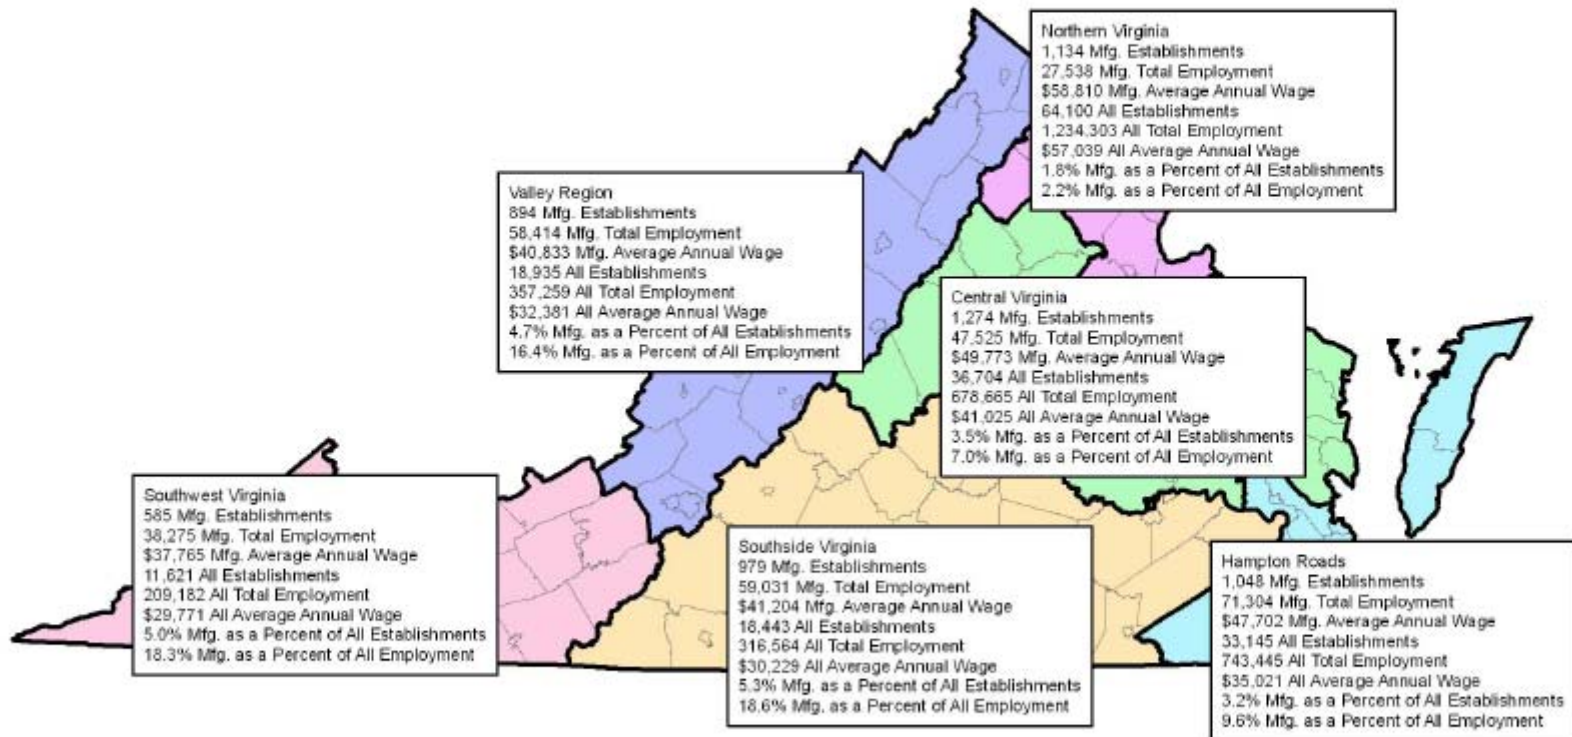 Northern Virginia
1,134 Mfg. Establishments
27,538 Mfg. Total Employment
$58,810 Mfg. Average Annual Wage
64,100 All Establishments
1,234,303 All Total Employment
$57,039 All Average Annual Wage
1.8% Mfg. as a Percent of All Establishments
2.2% Mfg. as a Percent of All Employment
Valley Region
894 Mfg. Establishments
58,414 Mfg. Total Employment
$40,833 Mfg. Average Annual Wage
18,935 All Establishments
357,259 All Total Employment
$32,381 All Average Annual Wage
4.7% Mfg. as a Percent of All Establishments
16.4% Mfg. as a Percent of All Employment
Central Virginia
1,274 Mfg. Establishments
47,525 Mfg. Total Employment
$49,773 Mfg. Average Annual Wage
36,704 All Establishments
678,665 All Total Employment
$41,025 All Average Annual Wage
3.5% Mfg. as a Percent of All Establishments
7.0% Mfg. as a Percent of All Employment
Southwest Virginia
585 Mfg. Establishments
38,275 Mfg. Total Employment
$37,765 Mfg. Average Annual Wage
11,621 All Establishments
209,182 All Total Employment
$29,771 All Average Annual Wage
5.0% Mfg. as a Percent of All Establishments
18.3% Mfg. as a Percent of All Employment
Southside Virginia
979 Mfg. Establishments
59,031 Mfg. Total Employment
$41,204 Mfg. Average Annual Wage
18,443 All Establishments
316,564 All Total Employment
$30,229 All Average Annual Wage
5.3% Mfg. as a Percent of All Establishments
18.6% Mfg. as a Percent of All Employment
Hampton Roads
1,048 Mfg. Establishments
71,304 Mfg. Total Employment
$47,702 Mfg. Average Annual Wage
33,145 All Establishments
743,445 All Total Employment
$35,021 All Average Annual Wage
3.2% Mfg. as a Percent of All Establishments
9.6% Mfg. as a Percent of All Employment